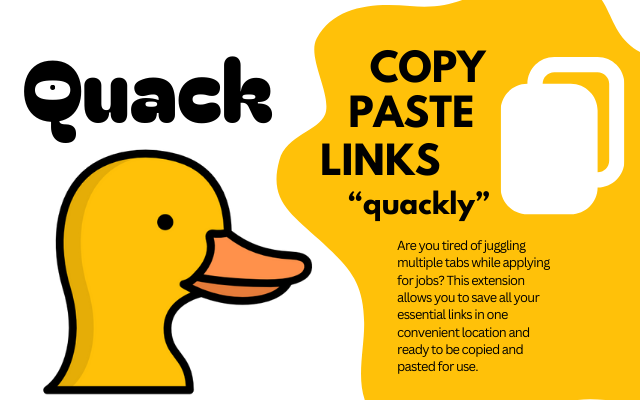 Quack
COPY
PASTE
LINKS
“quackly”
Are you tired of juggling
multiple tabs while applying
for jobs? This extension
allows you to save all your
essential links in one
convenient location and
ready to be copied and
pasted for use.